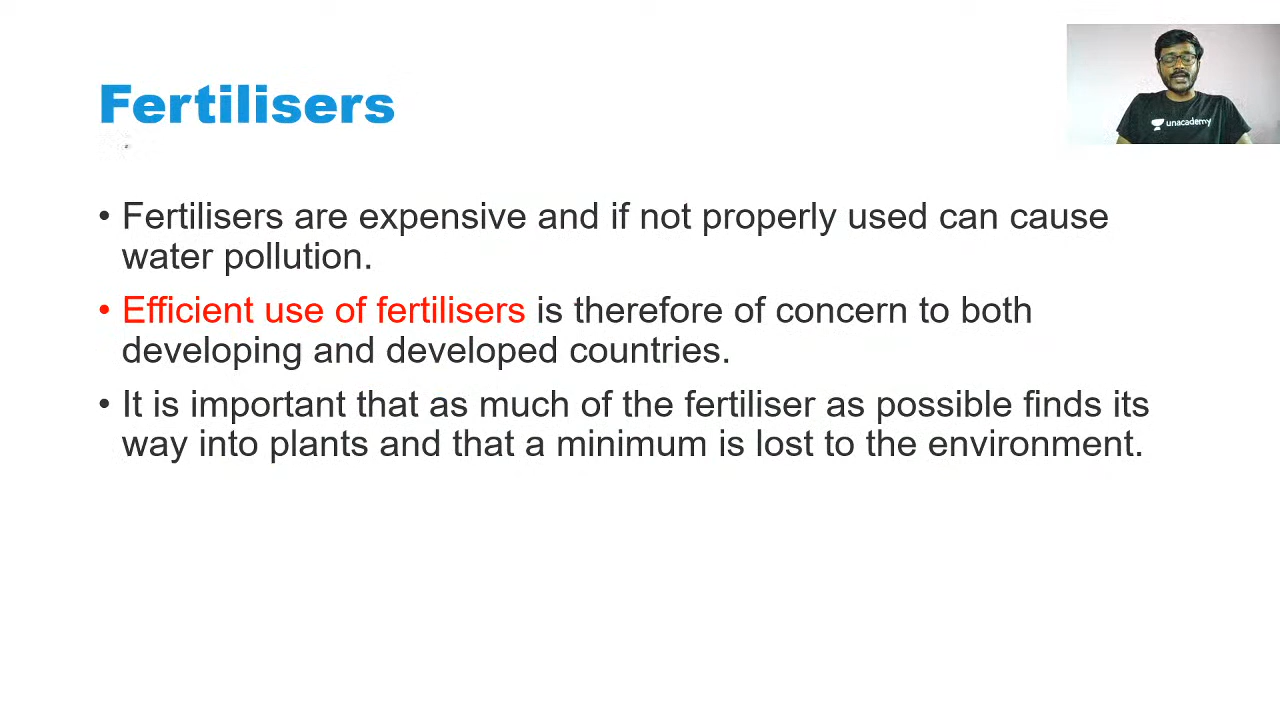 Fertilisers
unacademy
• Fertilisers are expensive and if not properly used can cause
water pollution.
• Efficient use of fertilisers is therefore of concern to both
developing and developed countries.
• It is important that as much of the fertiliser as possible finds its
way into plants and that a minimum is lost to the environment.